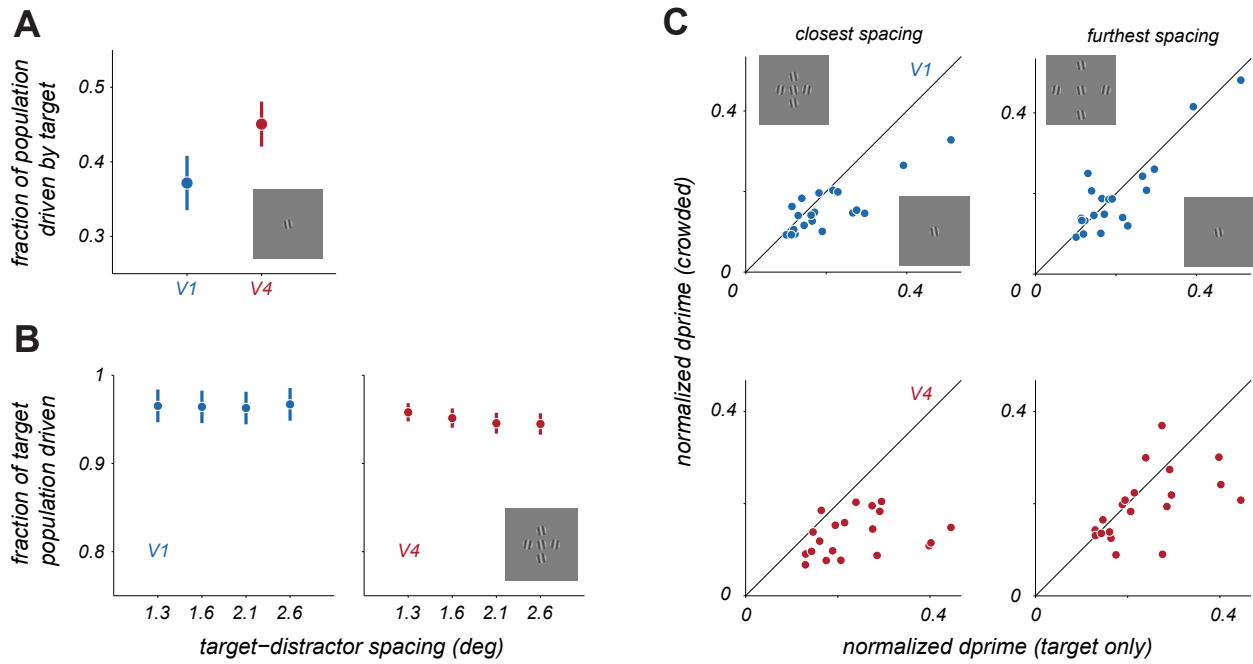 A
fraction of population
driven by target
0.5
0.4
0.3
V1
V4
B
fraction of target
population driven
1
0.9
0.8
V1
V4
1.3
1.6
2.1
2.6
1.3
1.6
2.1
2.6
target−distractor spacing (deg)
C
closest spacing
furthest spacing
normalized dprime (crowded)
V1
0.4
0
0
0.4
0.4
0
0
0.4
V4
0.4
0
0
0.4
0.4
0
0
0.4
normalized dprime (target only)